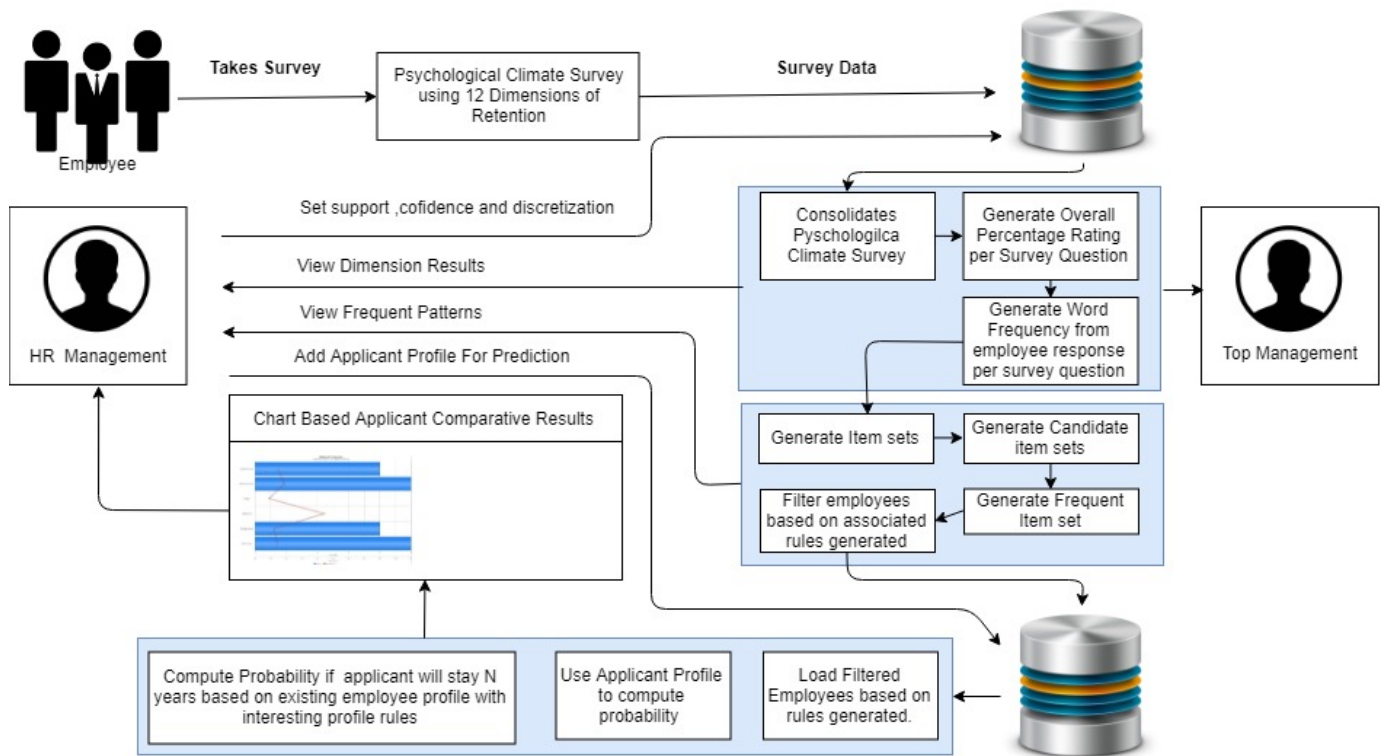 Takes Survey
Psychological Climate Survey
using 12 Dimensions of
Retention
Survey Data
Employee
Set support ,cofidence and discretization
View Dimension Results
View Frequent Patterns
Add Applicant Profile For Prediction
HR Management
Consolidates
Pyschologilca
Climate Survey
Generate Overall
Percentage Rating
per Survey Question
Generate Word
Frequency from
employee response
per survey question
Top Management
Chart Based Applicant Comparative Results
Generate Item sets
Generate Candidate
item sets
Filter employees
based on associated
rules generated
Generate Frequent
Item set
Compute Probability if applicant will stay N
years based on existing employee profile with
interesting profile rules
Use Applicant Profile
to compute
probability
Load Filtered
Employees based on
rules generated.